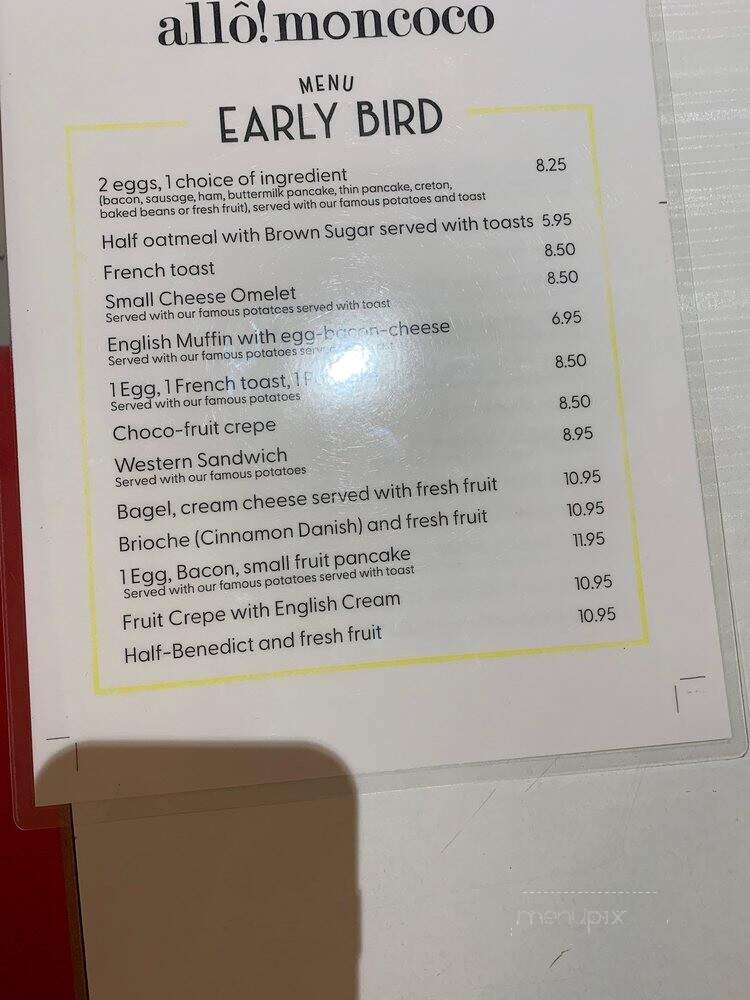 allô!moncoco
MENU
EARLY BIRD
2 eggs, 1 choice of ingredient 8.25
(bacon, sausage, ham, buttermilk pancake, thin pancake, creton,
baked beans or fresh fruit), served with our famous potatoes and toast
Half oatmeal with Brown Sugar served with toasts 5.95
French toast 8.50
Small Cheese Omelet 8.50
Served with our famous potatoes served with toast
English Muffin with egg-bacon-cheese 6.95
Served with our famous potatoes
1 Egg, 1 French toast, 1 8.50
Served with our famous potatoes
Choco-fruit crepe 8.50
Western Sandwich 8.95
Served with our famous potatoes
Bagel, cream cheese served with fresh fruit 10.95
Brioche (Cinnamon Danish) and fresh fruit 10.95
1 Egg, Bacon, small fruit pancake 11.95
Served with our famous potatoes served with toast
Fruit Crepe with English Cream 10.95
Half-Benedict and fresh fruit 10.95
menupix